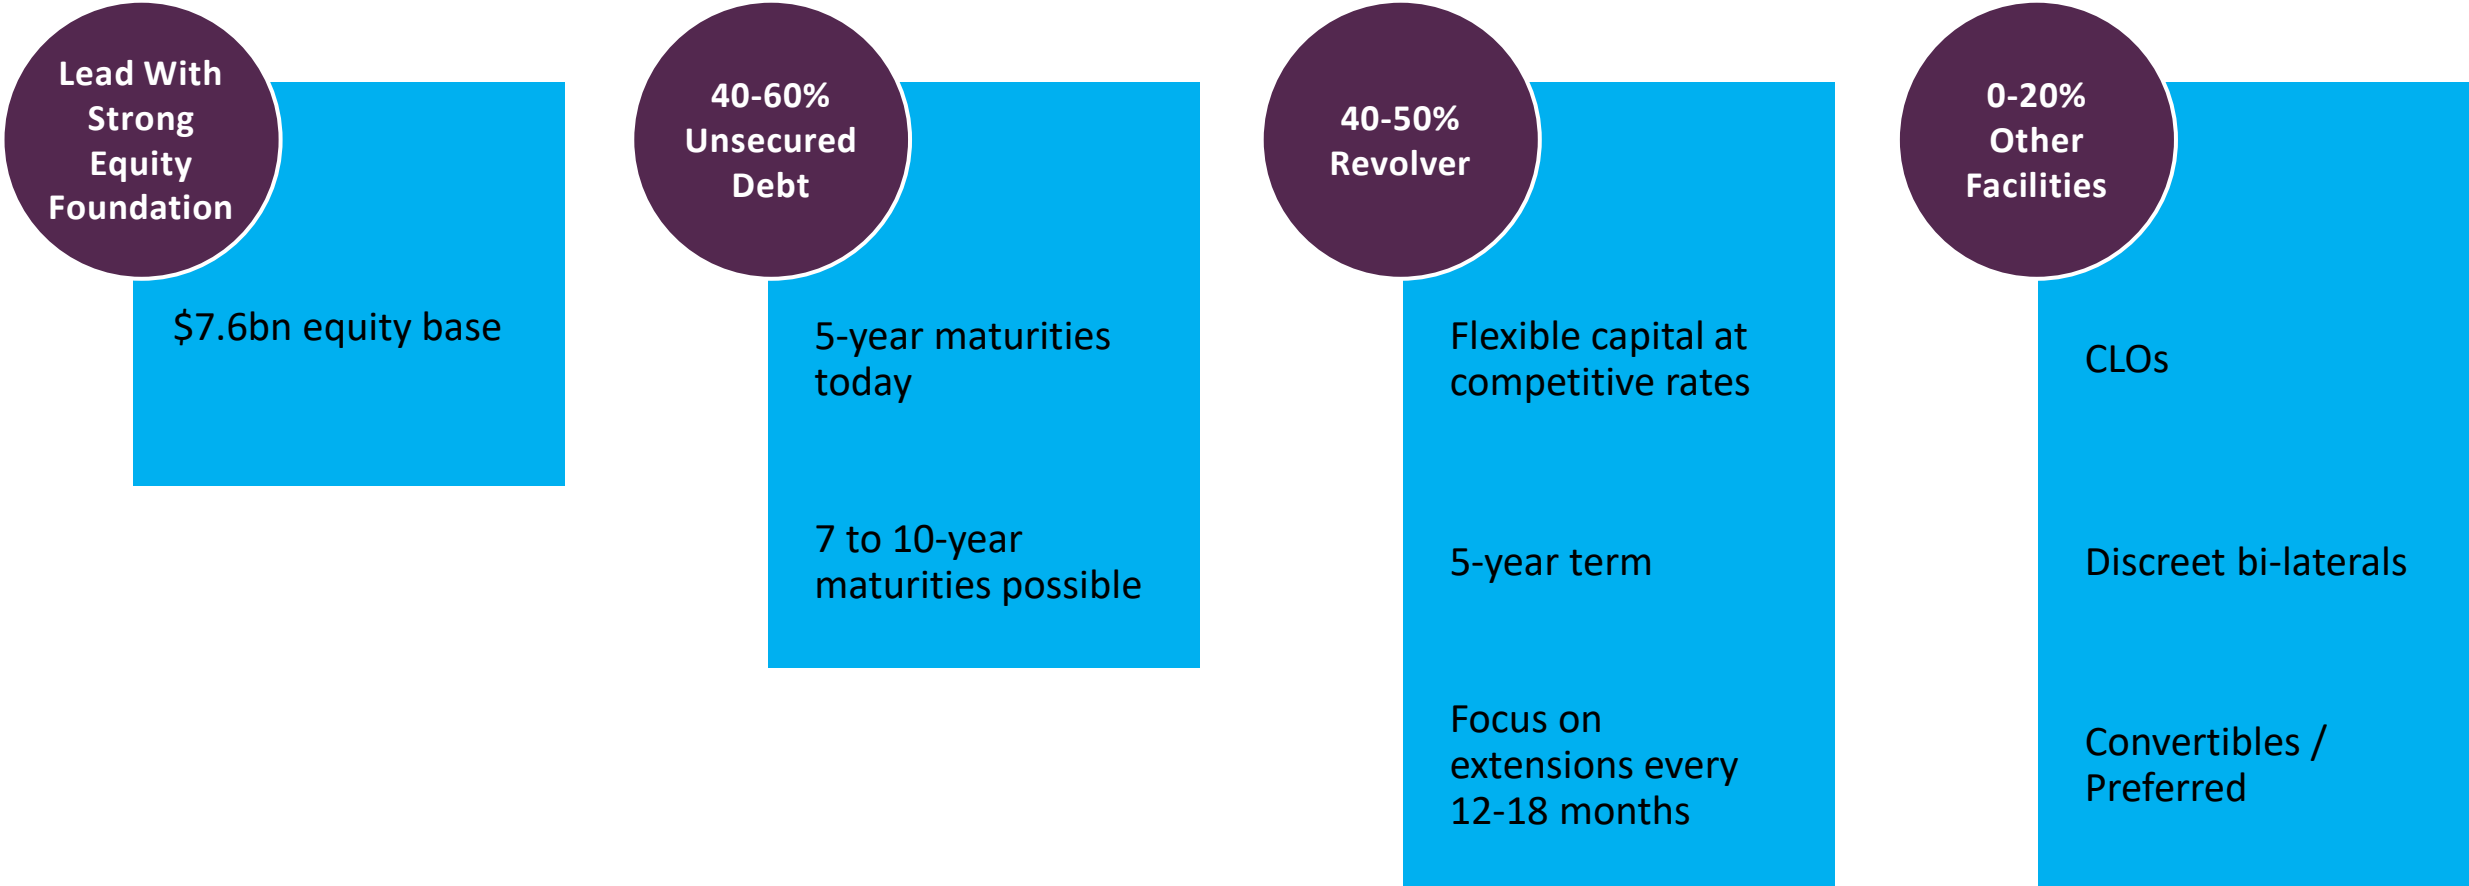 Lead With
Strong
Equity
Foundation
$7.6bn equity base
40-60%
Unsecured
Debt
5-year maturities
today
7 to 10-year
maturities possible
40-50%
Revolver
Flexible capital at
competitive rates
5-year term
Focus on
extensions every
12-18 months
0-20%
Other
Facilities
CLOs
Discreet bi-laterals
Convertibles /
Preferred